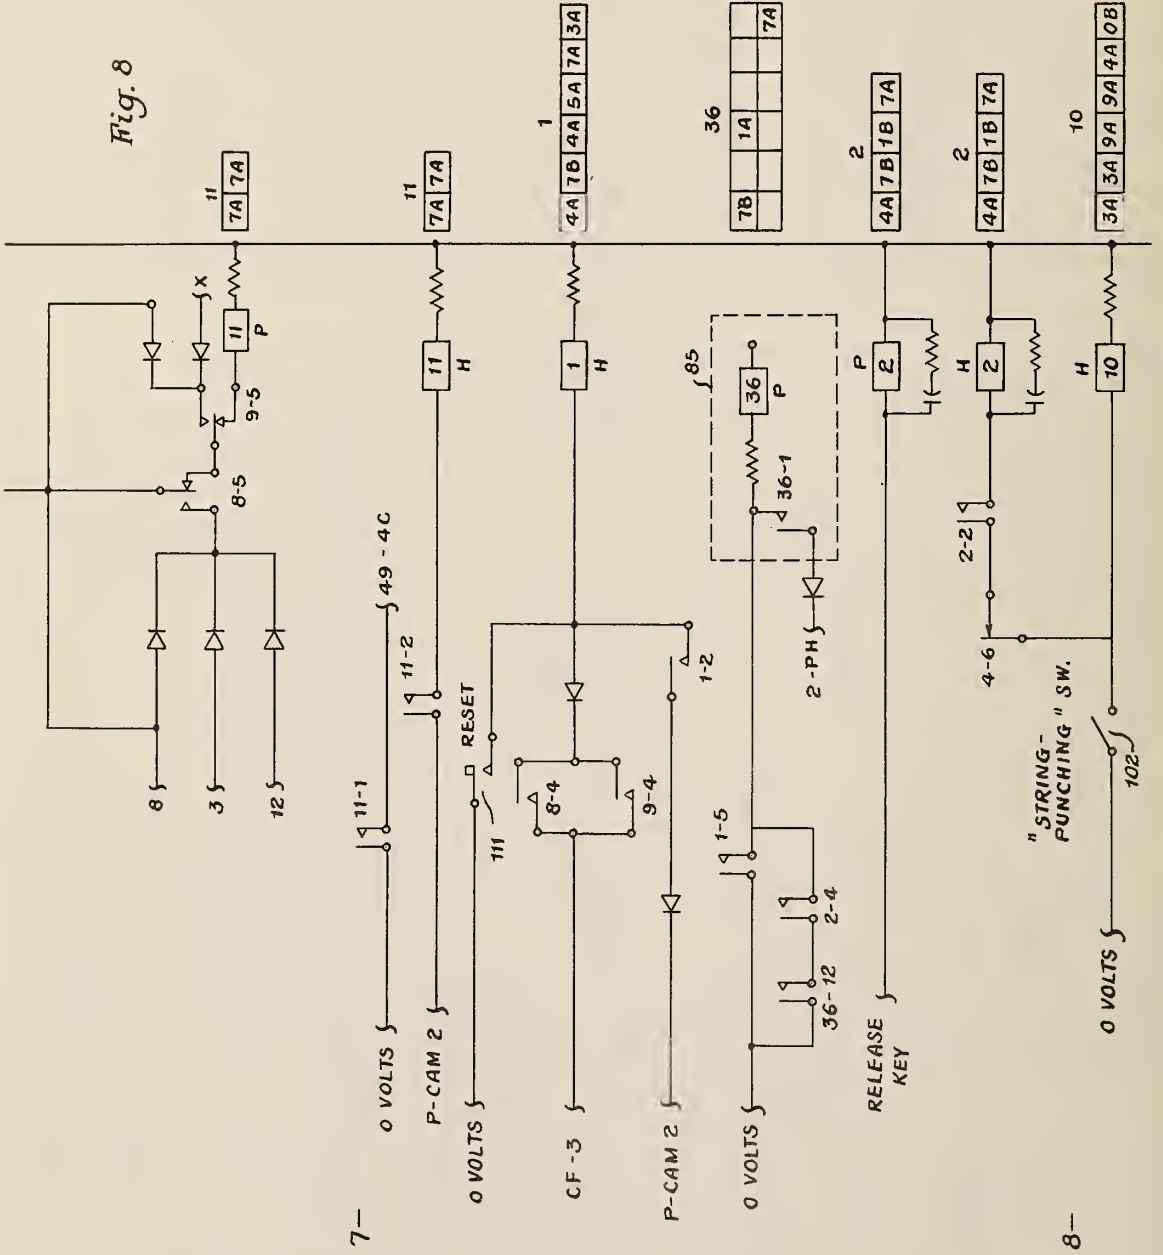 Fig. 8
11
7A 7A
X
11
P
9-5
8-5
8
3
12
7—
0 VOLTS
11-1
49-4C
11
7A 7A
P-CAM 2
11-2
11
H
1
4A 7B 4A 5A 7A 3A
0 VOLTS
111
RESET
CF-3
8-4
9-4
1
H
P-CAM 2
1-2
36
7B 1A
7A
0 VOLTS
1-5
36-12
2-4
85
36
P
36-1
2-PH
2
4A 7B 1B 7A
RELEASE
KEY
P
2
2
4A 7B 1B 7A
H
2
2-2
4-6
"STRING-
PUNCHING" SW.
10
3A 3A 9A 9A 4A 0B
8—
0 VOLTS
102
H
10